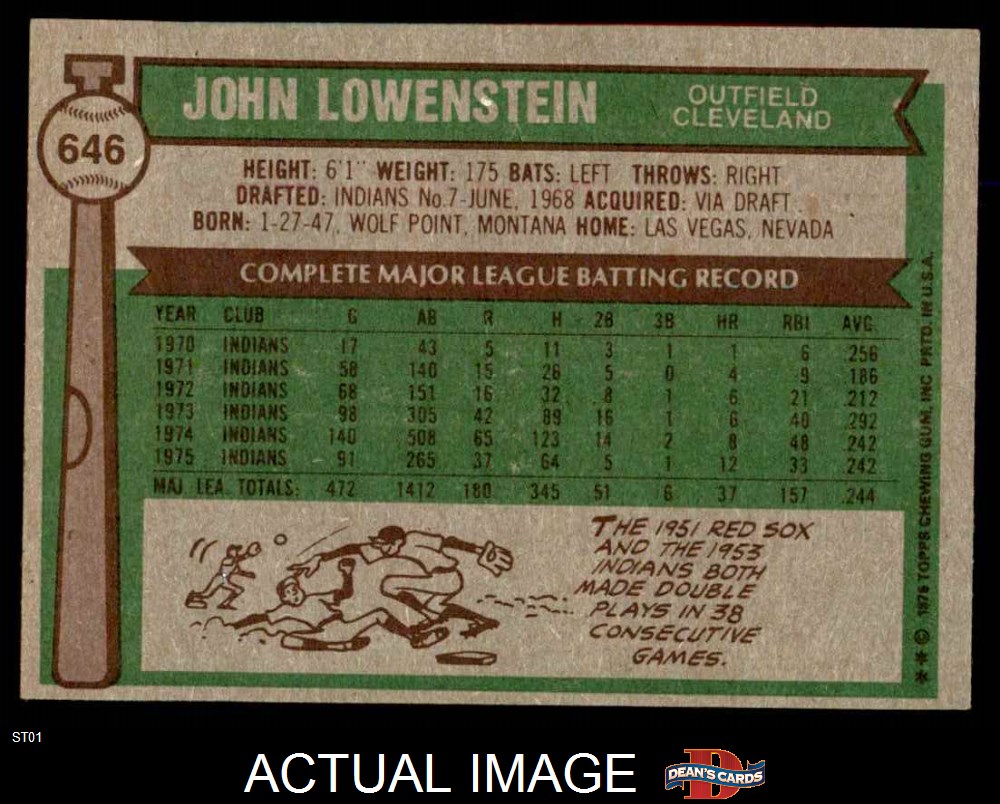 646
JOHN LOWENSTEIN
OUTFIELD
CLEVELAND
HEIGHT: 6'1" WEIGHT: 175 BATS: LEFT THROWS: RIGHT
DRAFTED: INDIANS No.7-JUNE, 1968 ACQUIRED: VIA DRAFT
BORN: 1-27-47, WOLF POINT, MONTANA HOME: LAS VEGAS, NEVADA
COMPLETE MAJOR LEAGUE BATTING RECORD
YEAR CLUB G AB R H 2B 3B HR RBI AVG.
1970 INDIANS 17 43 5 11 3 1 1 6 .256
1971 INDIANS 58 140 15 26 5 0 4 9 .186
1972 INDIANS 68 151 16 32 8 1 6 21 .212
1973 INDIANS 98 305 42 89 16 1 6 40 .292
1974 INDIANS 140 508 65 123 14 2 8 48 .242
1975 INDIANS 91 265 37 64 5 1 12 33 .242
MAJ. LEA. TOTALS: 472 1412 180 345 51 6 37 157 .244
THE 1951 RED SOX
AND THE 1953
INDIANS BOTH
MADE DOUBLE
PLAYS IN 38
CONSECUTIVE
GAMES.
** © 1976 TOPPS CHEWING GUM, INC. PRTD. IN U.S.A.
ST01
ACTUAL IMAGE
D
DEAN'S CARDS